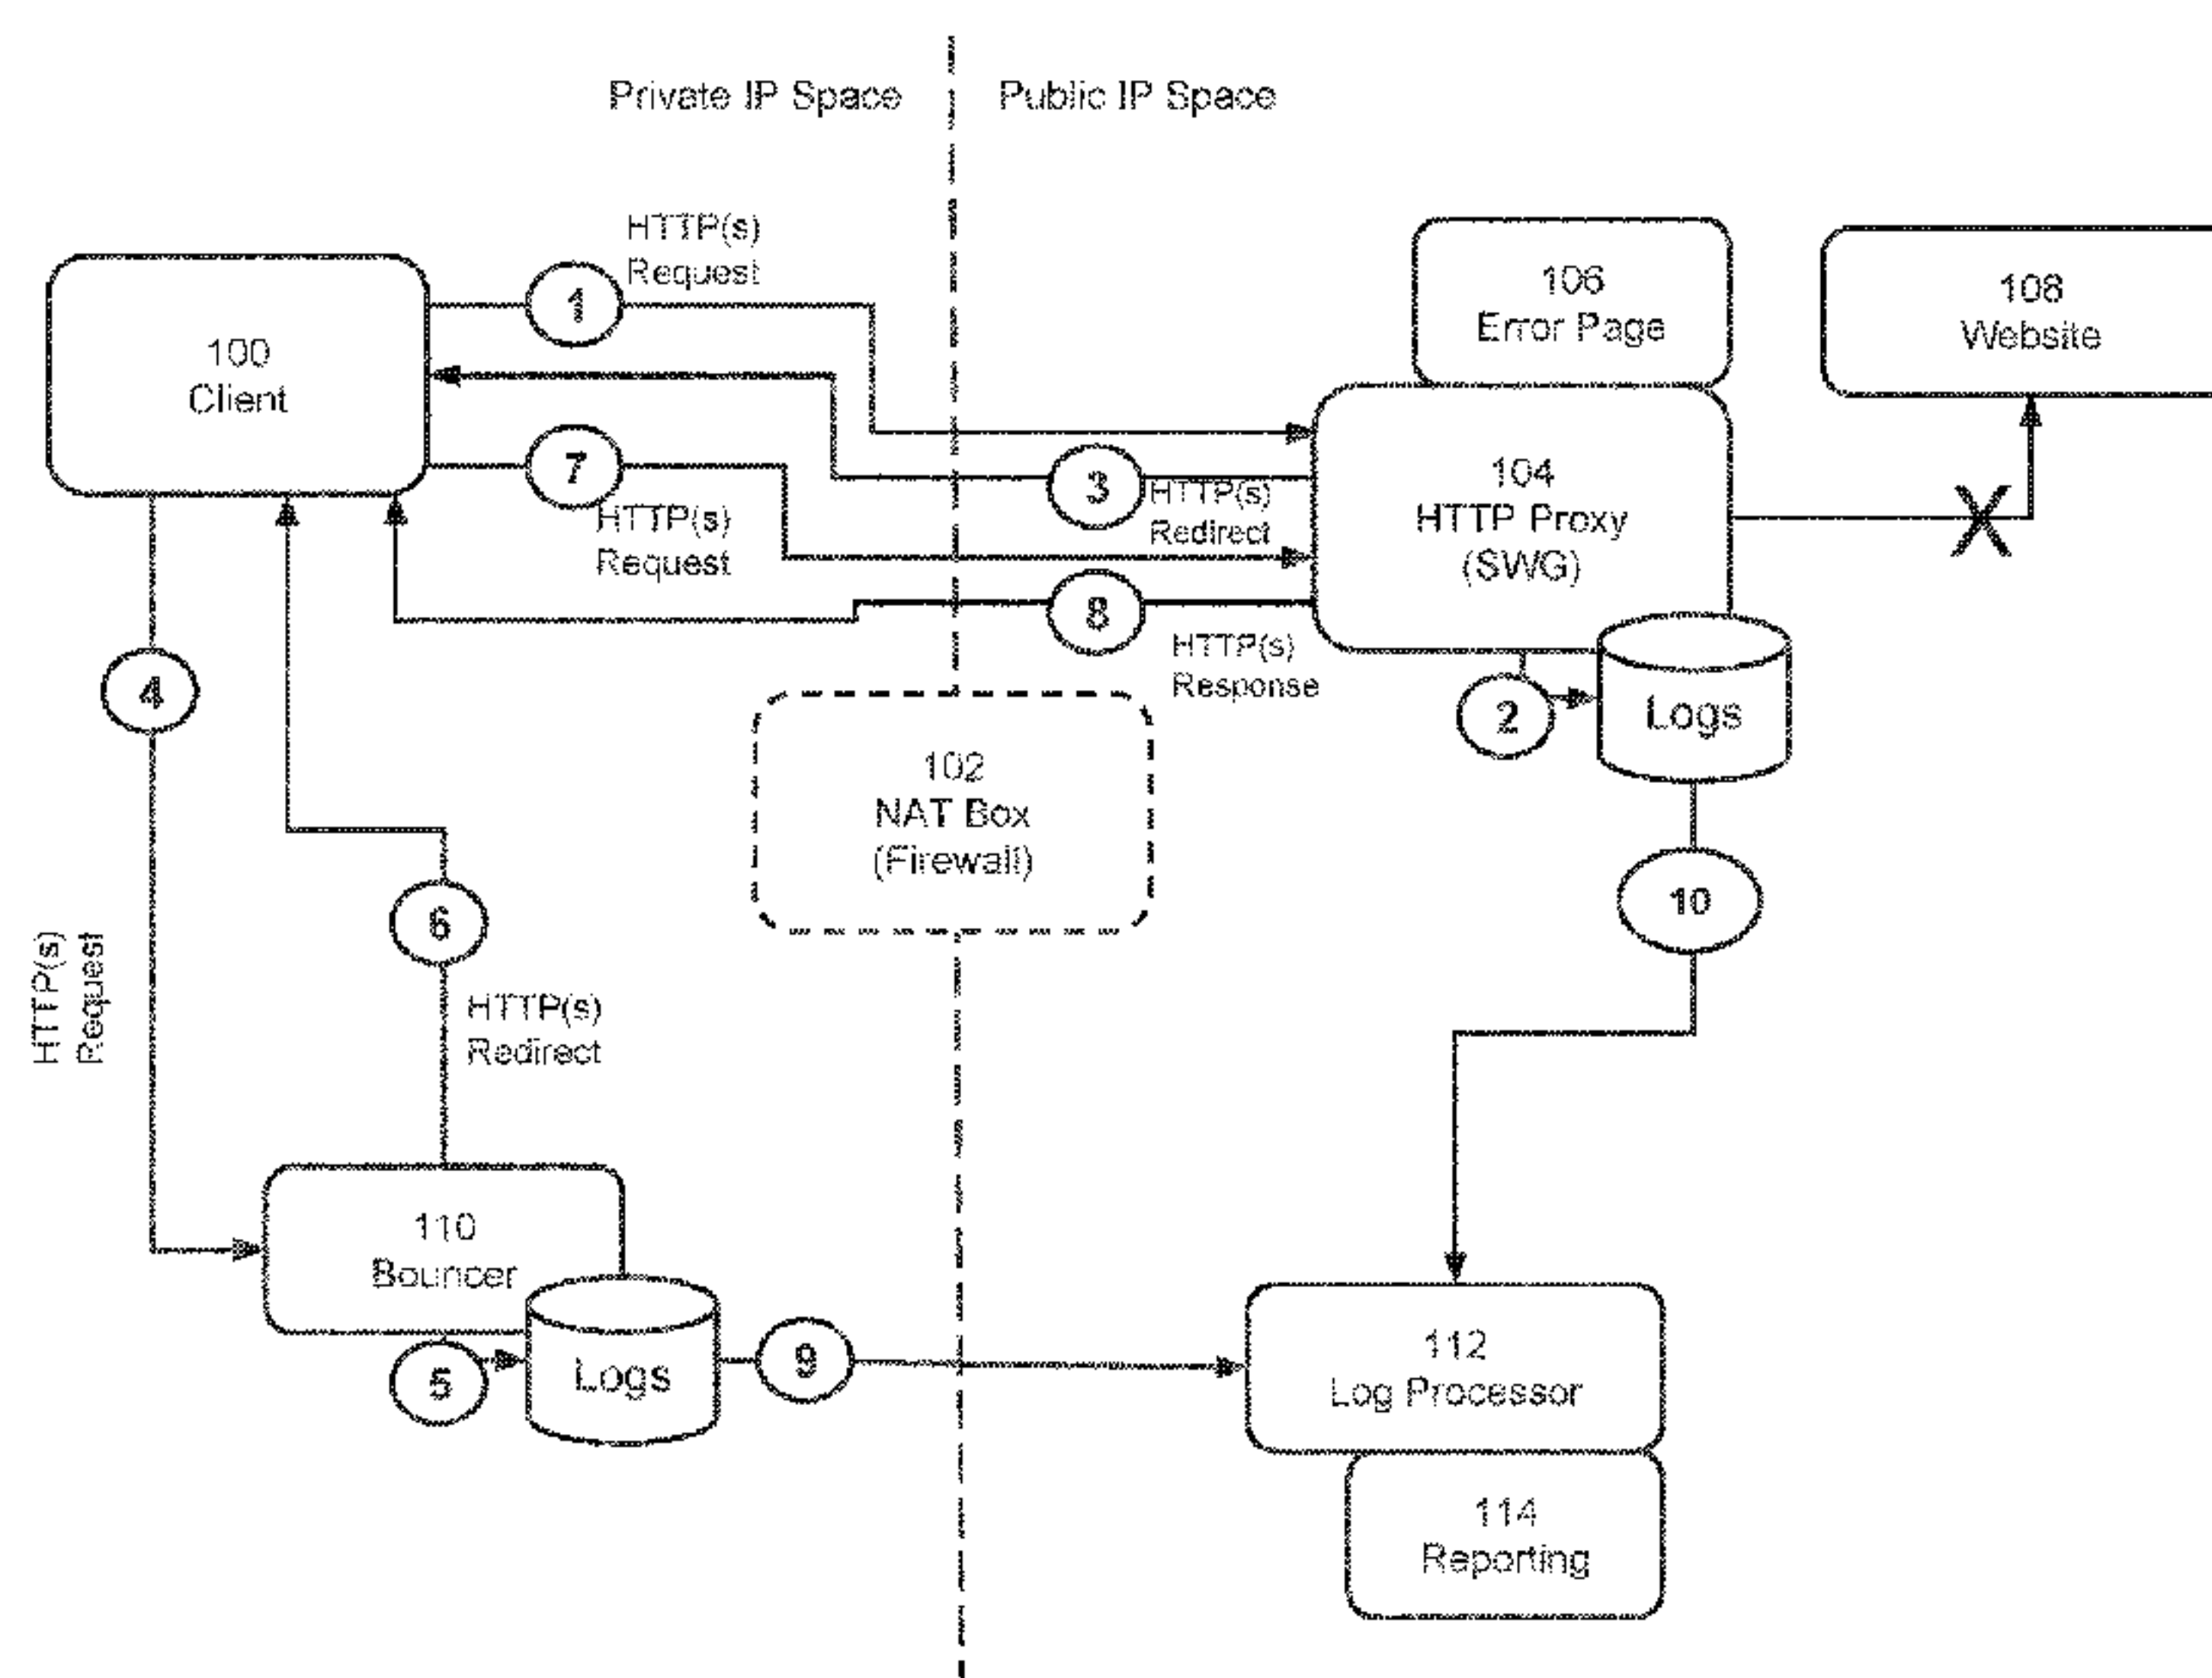 Private IP Space
Public IP Space
HTTP(s)
Request
1
100
Client
106
Error Page
108
Website
7
HTTP(s)
Request
3
HTTP(s)
Redirect
104
HTTP Proxy
(SWG)
X
8
HTTP(s)
Response
4
2
Logs
102
NAT Box
(Firewall)
10
6
HTTP(s)
Request
HTTP(s)
Redirect
110
Bouncer
5
Logs
9
112
Log Processor
114
Reporting